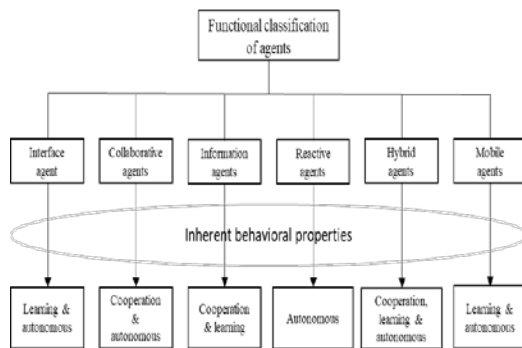 Functional classification
of agents
Interface
agent
Collaborative
agents
Information
agents
Reactive
agents
Hybrid
agents
Mobile
agents
Inherent behavioral properties
Learning &
autonomous
Cooperation
&
autonomous
Cooperation
& learning
Autonomous
Cooperation,
learning &
autonomous
Learning &
autonomous